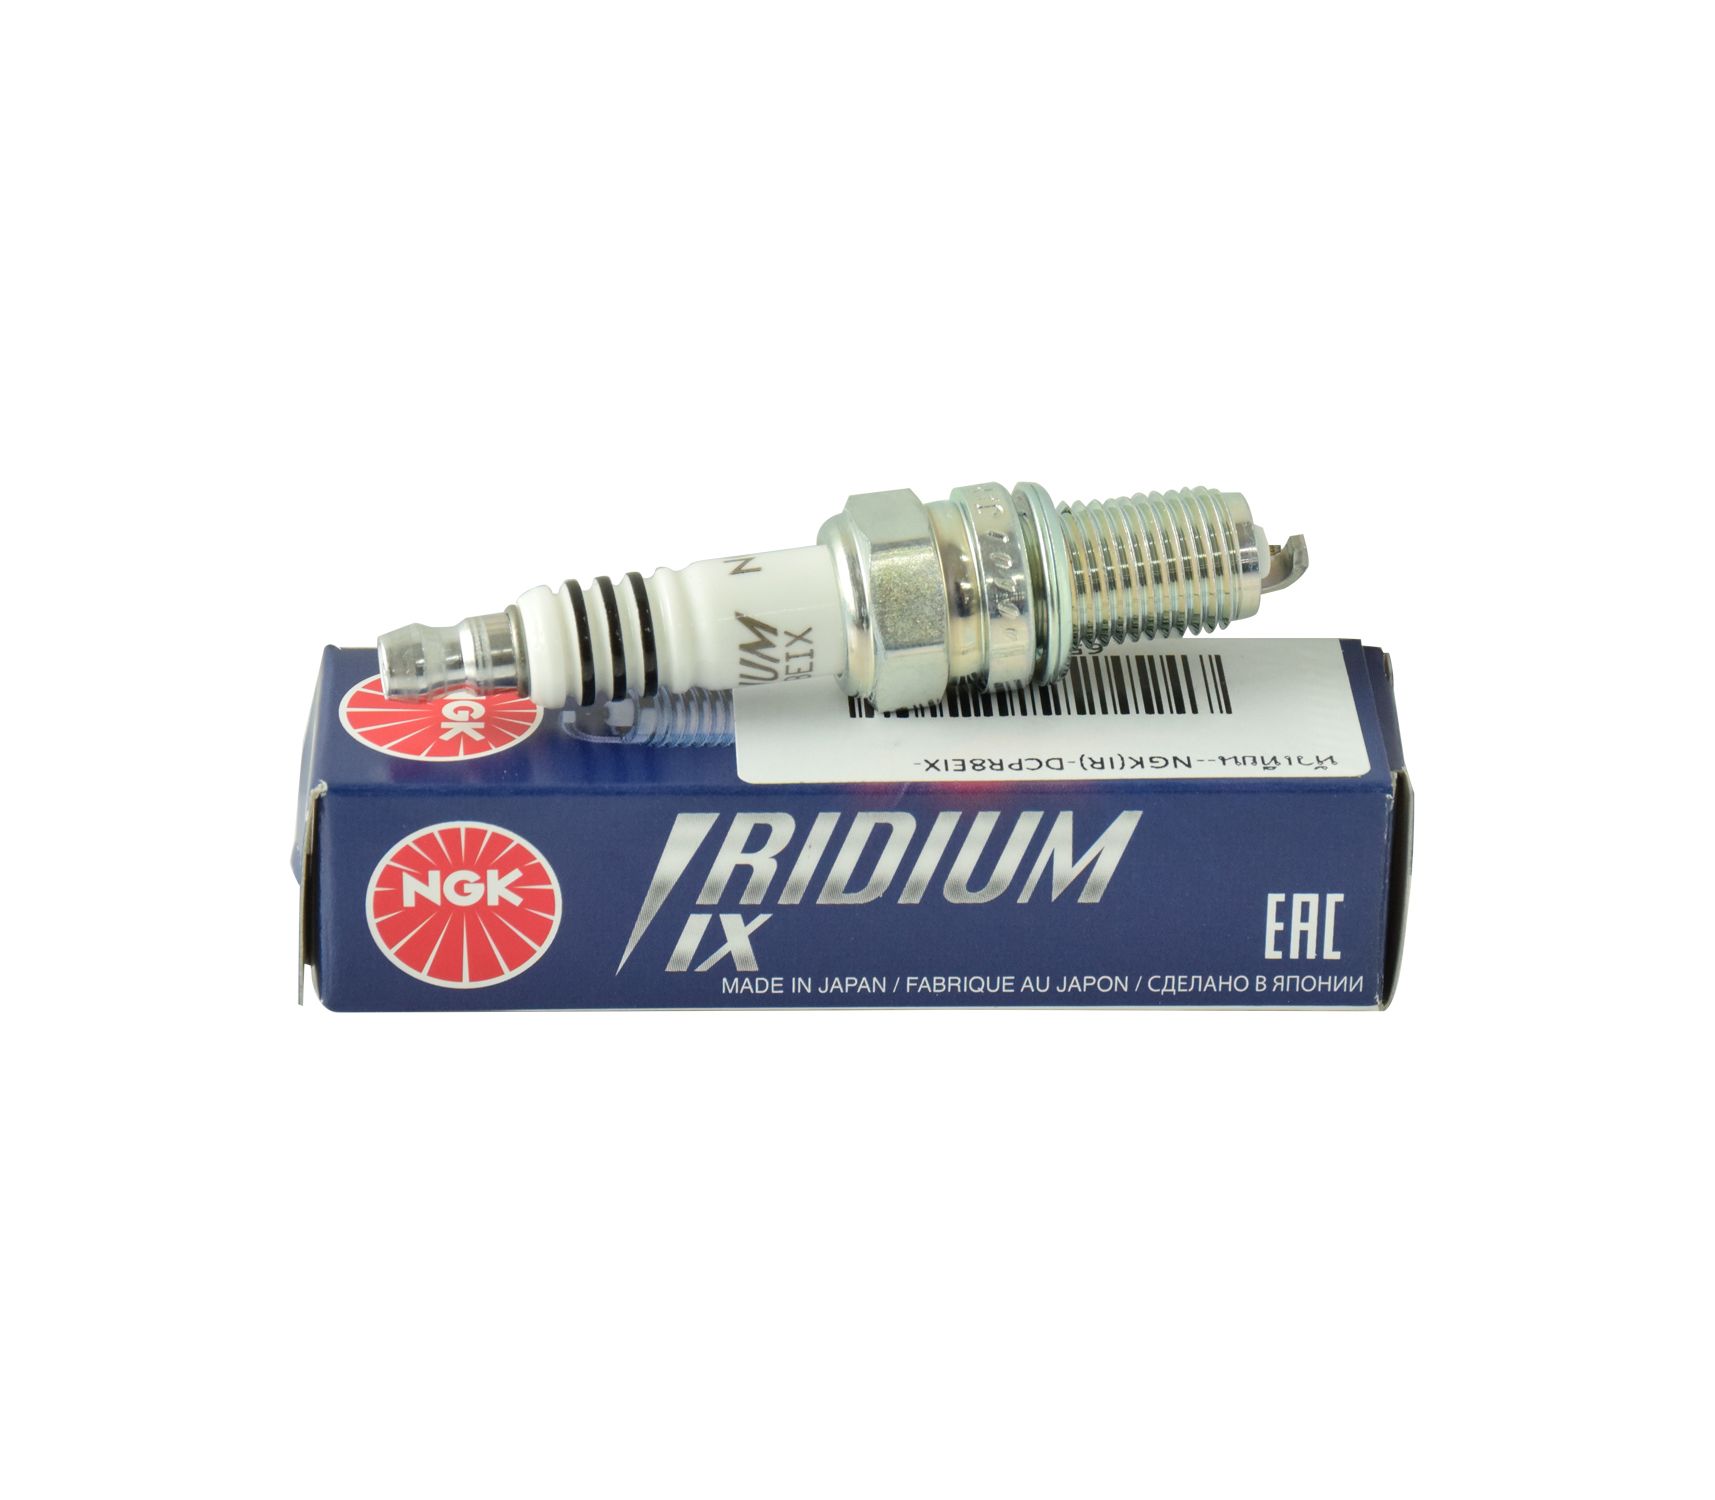 IUM
8EIX
NGK
หัวเทียน--NGK(IR)-DCPR8EIX-
NGK
IRIDIUM
IX
EAC
MADE IN JAPAN / FABRIQUE AU JAPON / СДЕЛАНО В ЯПОНИИ